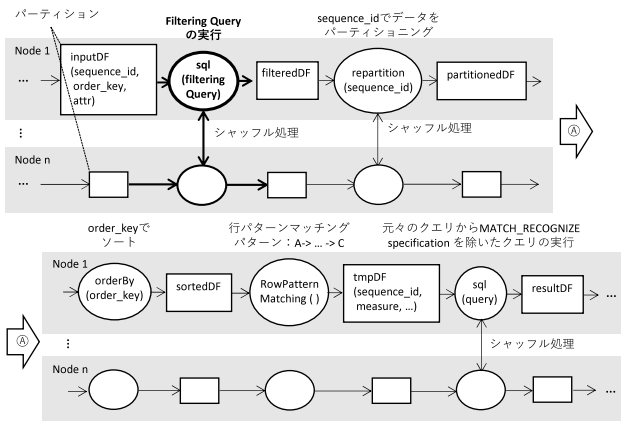 パーティション
Filtering Query
の実行
sequence_idでデータを
パーティショニング
Node 1
...
inputDF
(sequence_id,
order_key,
attr)
sql
(filtering
Query)
filteredDF
repartition
(sequence_id)
partitionedDF
シャッフル処理
シャッフル処理
Ⓐ
⋮
Node n
...
order_keyで
ソート
行パターンマッチング
パターン:A-> ... -> C
元々のクエリからMATCH_RECOGNIZE
specification を除いたクエリの実行
Node 1
orderBy
(order_key)
sortedDF
RowPattern
Matching ( )
tmpDF
(sequence_id,
measure, ...)
sql
(query)
resultDF
...
Ⓐ
⋮
シャッフル処理
Node n
...